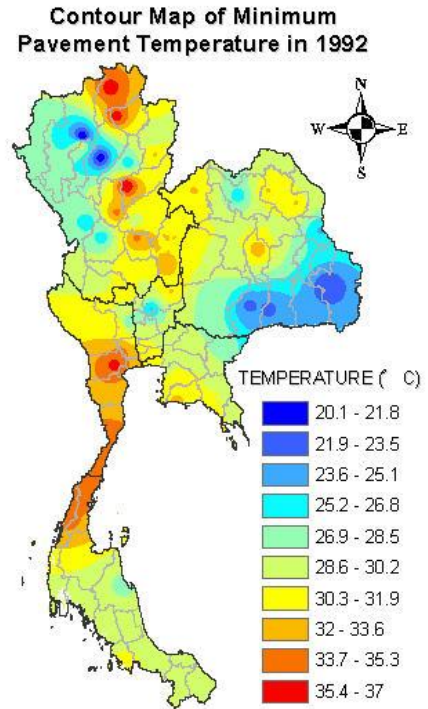 Contour Map of Minimum
Pavement Temperature in 1992
N
W E
S
TEMPERATURE (° C)
20.1 - 21.8
21.9 - 23.5
23.6 - 25.1
25.2 - 26.8
26.9 - 28.5
28.6 - 30.2
30.3 - 31.9
32 - 33.6
33.7 - 35.3
35.4 - 37